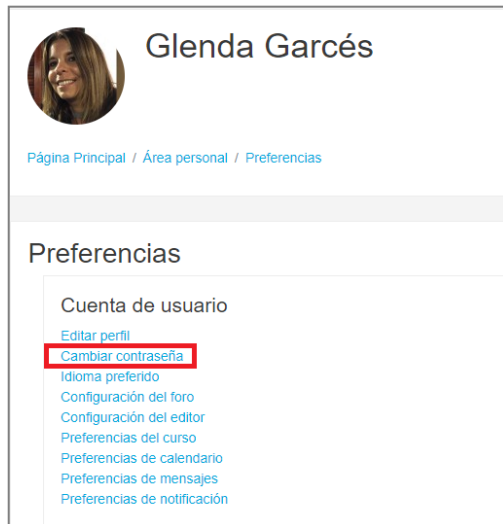 Glenda Garcés
Página Principal / Área personal / Preferencias
Preferencias
Cuenta de usuario
Editar perfil
Cambiar contraseña
Idioma preferido
Configuración del foro
Configuración del editor
Preferencias del curso
Preferencias de calendario
Preferencias de mensajes
Preferencias de notificación